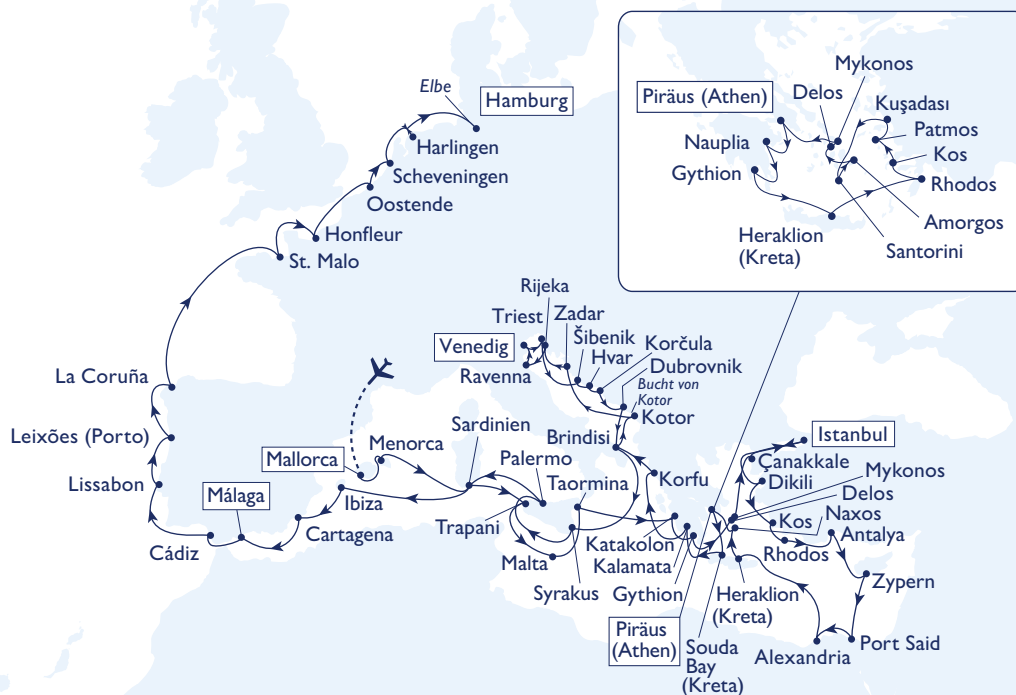 Elbe
Hamburg
Harlingen
Scheveningen
Oostende
Honfleur
St. Malo
La Coruña
Leixões (Porto)
Lissabon
Cádiz
Málaga
Cartagena
Ibiza
Mallorca
Menorca
Sardinien
Palermo
Taormina
Trapani
Malta
Syrakus
Rijeka
Triest
Zadar
Venedig
Ravenna
Šibenik
Hvar
Korčula
Dubrovnik
Bucht von
Kotor
Kotor
Brindisi
Korfu
Katakolon
Kalamata
Gythion
Piräus
(Athen)
Souda
Bay
(Kreta)
Heraklion
(Kreta)
Istanbul
Çanakkale
Dikili
Mykonos
Delos
Naxos
Kos
Rhodos
Antalya
Zypern
Port Said
Alexandria
Mykonos
Delos
Piräus (Athen)
Kuşadası
Nauplia
Patmos
Gythion
Kos
Rhodos
Amorgos
Heraklion
(Kreta)
Santorini